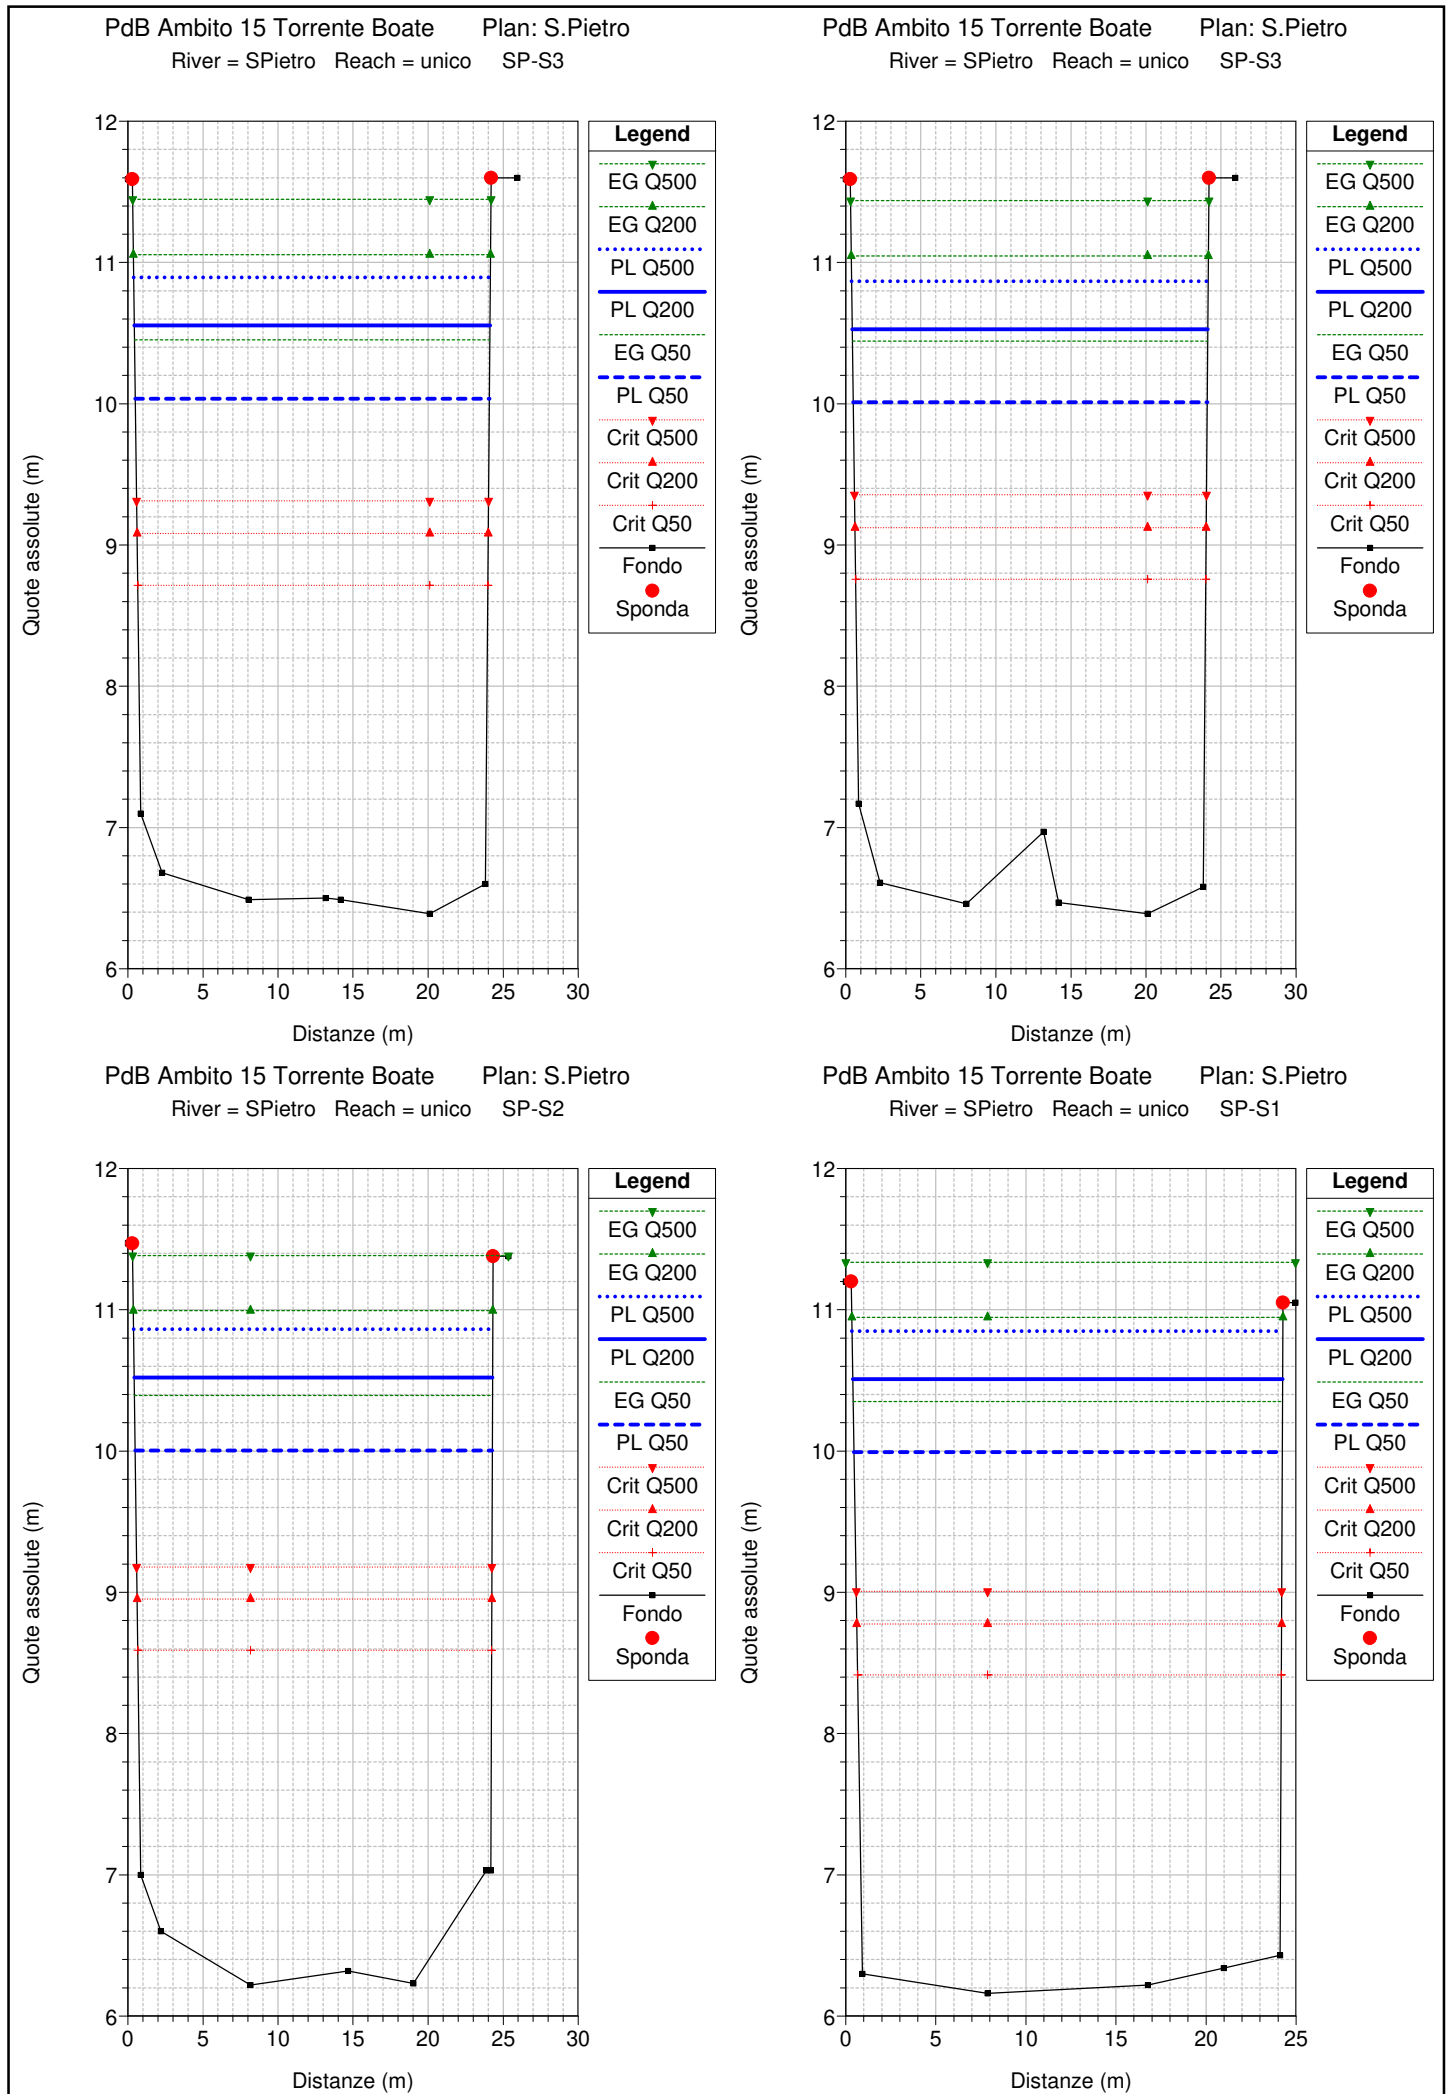 PdB Ambito 15 Torrente Boate Plan: S.Pietro
River = SPietro Reach = unico SP-S3
12
11
10
9
8
7
6
Quote assolute (m)
0 5 10 15 20 25 30
Distanze (m)
Legend
EG Q500
EG Q200
PL Q500
PL Q200
EG Q50
PL Q50
Crit Q500
Crit Q200
Crit Q50
Fondo
Sponda
PdB Ambito 15 Torrente Boate Plan: S.Pietro
River = SPietro Reach = unico SP-S3
12
11
10
9
8
7
6
Quote assolute (m)
0 5 10 15 20 25 30
Distanze (m)
Legend
EG Q500
EG Q200
PL Q500
PL Q200
EG Q50
PL Q50
Crit Q500
Crit Q200
Crit Q50
Fondo
Sponda
PdB Ambito 15 Torrente Boate Plan: S.Pietro
River = SPietro Reach = unico SP-S2
12
11
10
9
8
7
6
Quote assolute (m)
0 5 10 15 20 25 30
Distanze (m)
Legend
EG Q500
EG Q200
PL Q500
PL Q200
EG Q50
PL Q50
Crit Q500
Crit Q200
Crit Q50
Fondo
Sponda
PdB Ambito 15 Torrente Boate Plan: S.Pietro
River = SPietro Reach = unico SP-S1
12
11
10
9
8
7
6
Quote assolute (m)
0 5 10 15 20 25
Distanze (m)
Legend
EG Q500
EG Q200
PL Q500
PL Q200
EG Q50
PL Q50
Crit Q500
Crit Q200
Crit Q50
Fondo
Sponda